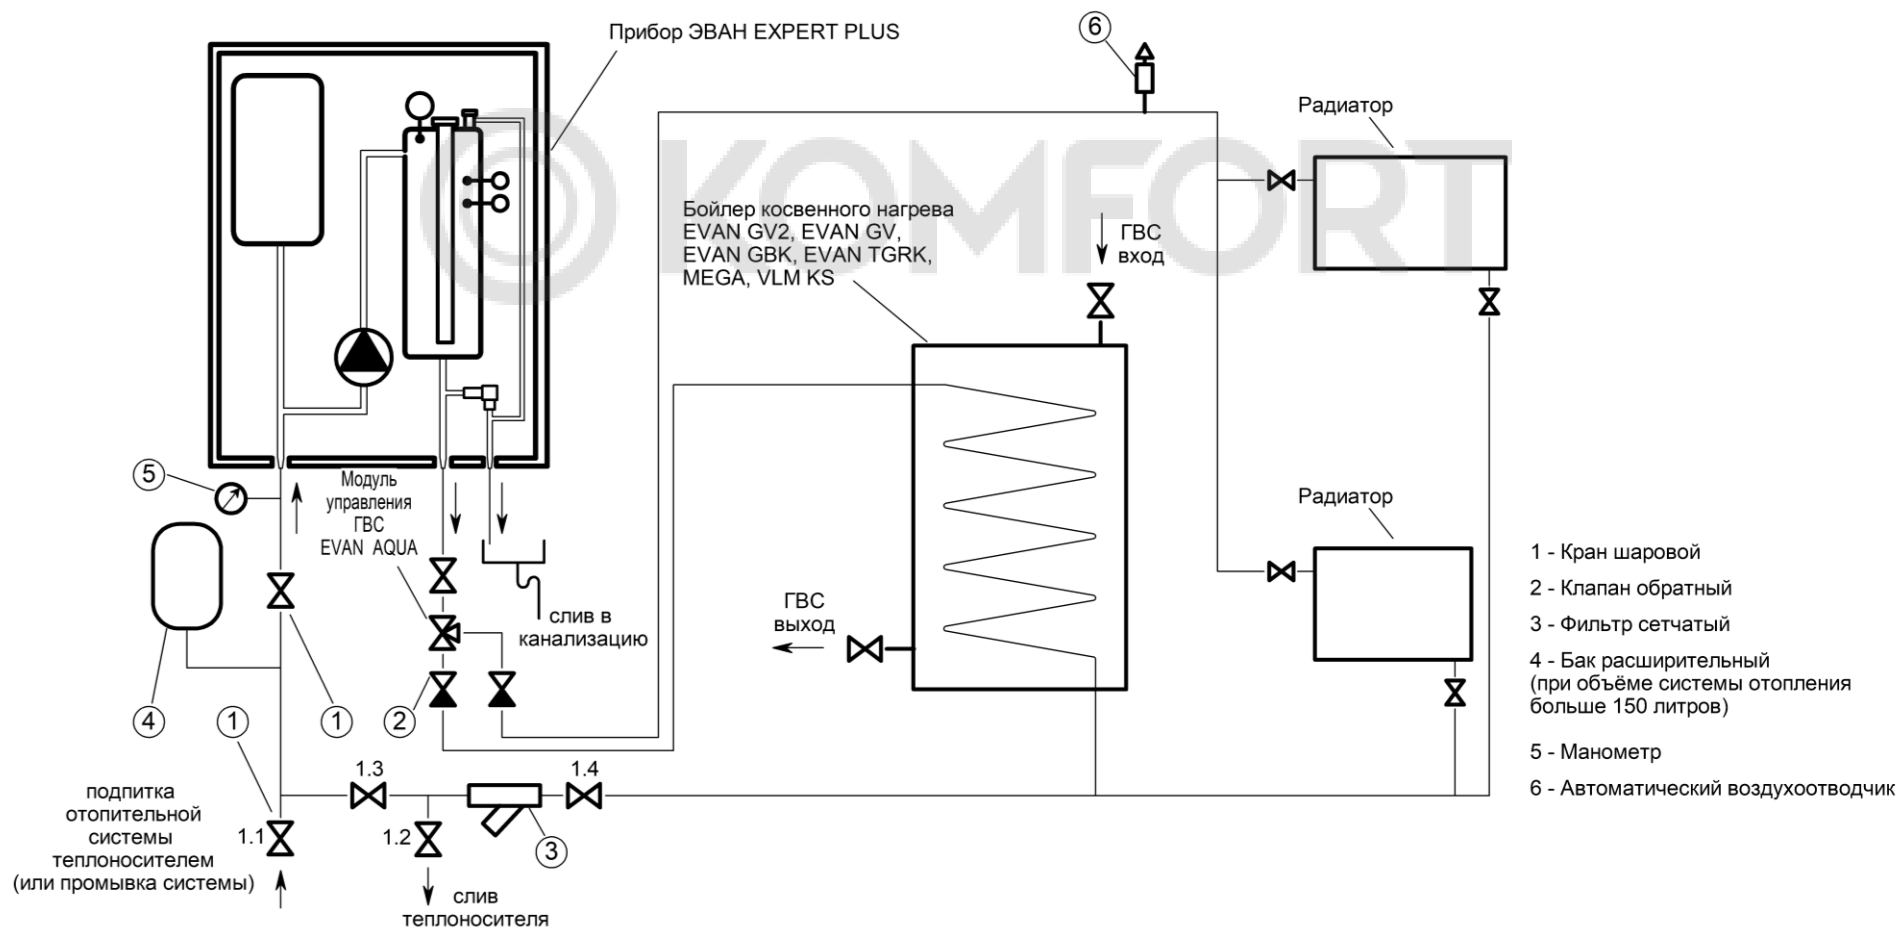 Прибор ЭВАН EXPERT PLUS
6
Радиатор
KOMFORT
Бойлер косвенного нагрева
EVAN GV2, EVAN GV,
EVAN GBK, EVAN TGRK,
MEGA, VLM KS
ГВС
вход
5
Модуль
управления
ГВС
EVAN AQUA
Радиатор
слив в
канализацию
ГВС
выход
4
1
1
2
1.3
1.4
подпитка
отопительной
системы
теплоносителем
(или промывка системы)
1.1
1.2
3
слив
теплоносителя
1 - Кран шаровой
2 - Клапан обратный
3 - Фильтр сетчатый
4 - Бак расширительный
(при объёме системы отопления
больше 150 литров)
5 - Манометр
6 - Автоматический воздухоотводчик